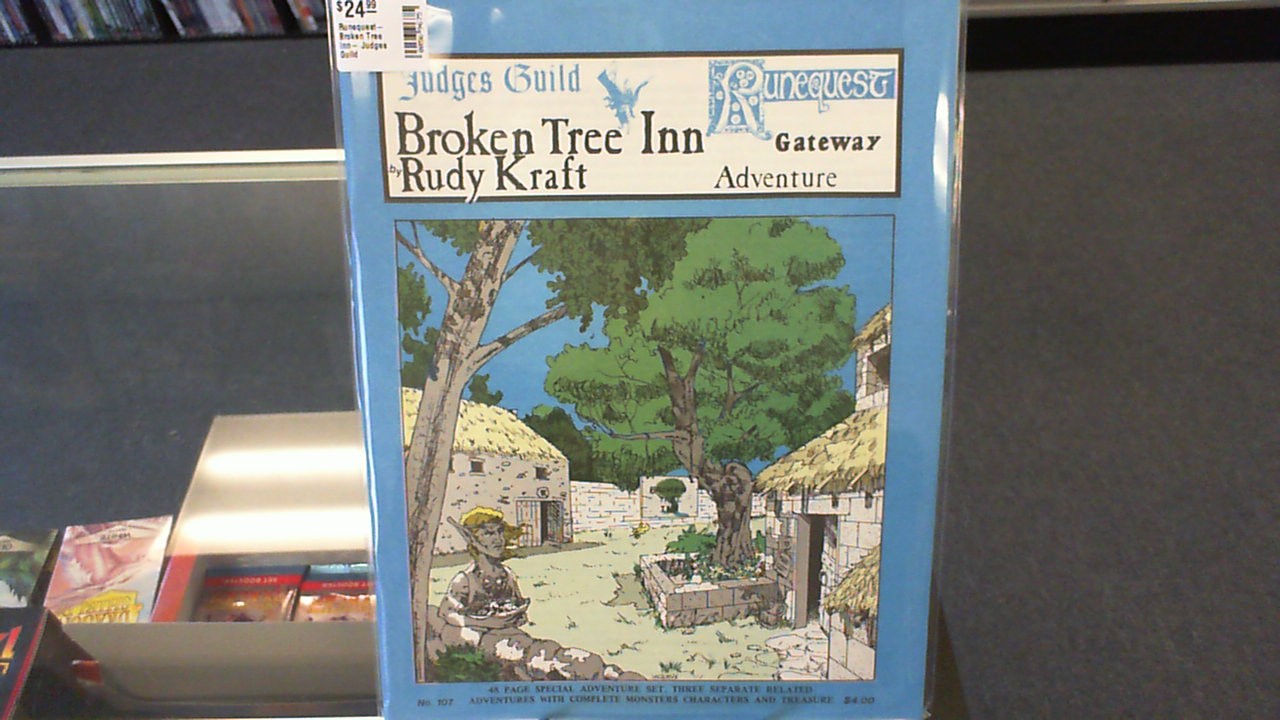 $24.99
Runequest-
Broken Tree
Inn- Judges
Guild
Judges Guild
RUNEQUEST
Broken Tree Inn
Gateway
by Rudy Kraft
Adventure
48 PAGE SPECIAL ADVENTURE SET, THREE SEPARATE RELATED
No. 107 ADVENTURES WITH COMPLETE MONSTERS CHARACTERS AND TREASURE $4.00